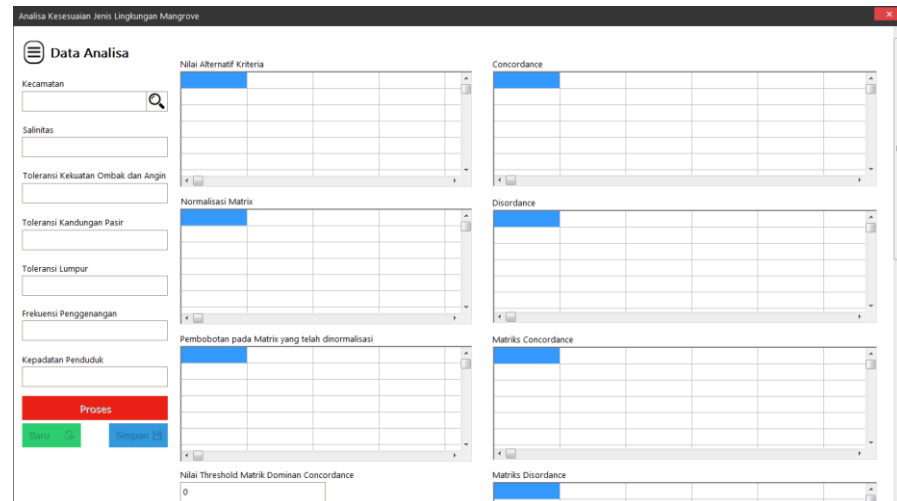 Analisa Kesesuaian Jenis Lingkungan Mangrove
Data Analisa
Kecamatan
Salinitas
Toleransi Kekuatan Ombak dan Angin
Toleransi Kandungan Pasir
Toleransi Lumpur
Frekuensi Penggenangan
Kepadatan Penduduk
Proses
Baru
Simpan
Nilai Alternatif Kriteria
Normalisasi Matrix
Pembobotan pada Matrix yang telah dinormalisasi
Nilai Threshold Matrik Dominan Concordance
0
Concordance
Disordance
Matriks Concordance
Matriks Disordance